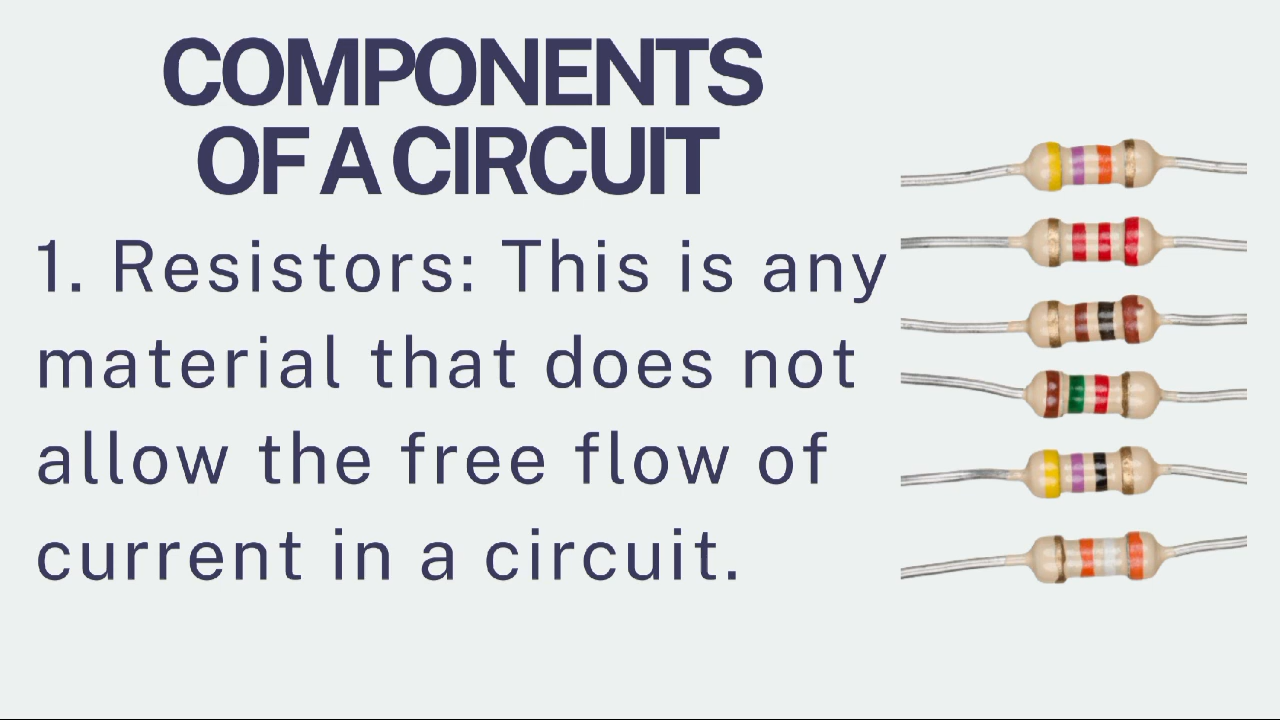 COMPONENTS
OF A CIRCUIT
1. Resistors: This is any
material that does not
allow the free flow of
current in a circuit.